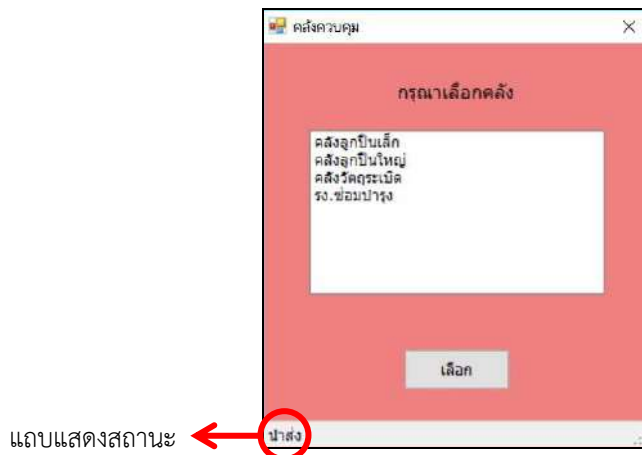 คลังควบคุม
กรุณาเลือกคลัง
คลังลูกปืนเล็ก
คลังลูกปืนใหญ่
คลังวัตถุระเบิด
รง.ซ่อมบำรุง
เลือก
แถบแสดงสถานะ
นำส่ง